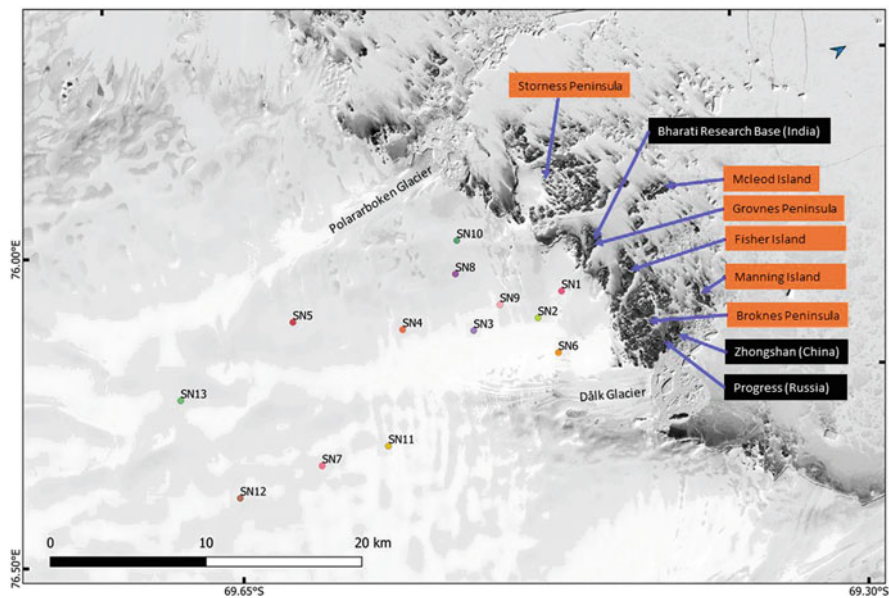 Storness Peninsula
Bharati Research Base (India)
Mcleod Island
Polararboken Glacier
Grovnes Peninsula
SN10
Fisher Island
76.00°E
SN8
Manning Island
SN1
SN9
SN2
Broknes Peninsula
SN5
SN4
SN3
Zhongshan (China)
SN6
Progress (Russia)
Dålk Glacier
SN13
SN11
SN7
SN12
0 10 20 km
76.50°E
69.65°S 69.30°S